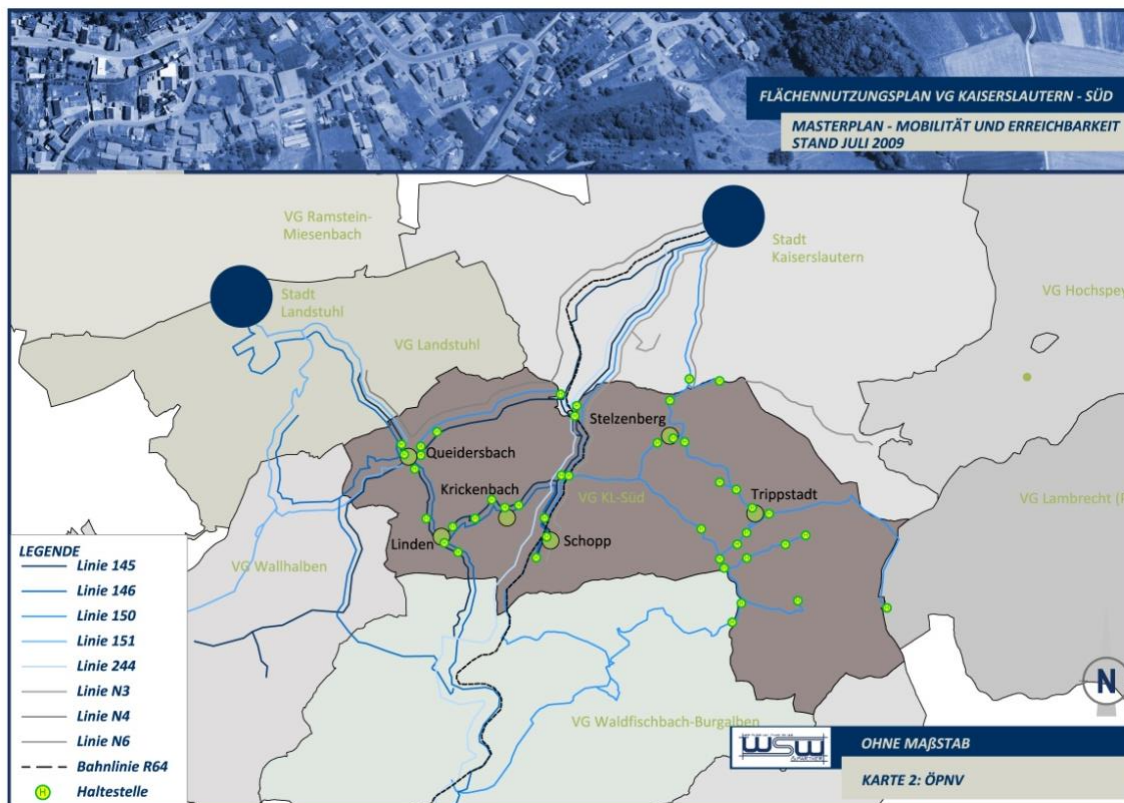 FLÄCHENNUTZUNGSPLAN VG KAISERSLAUTERN - SÜD
MASTERPLAN - MOBILITÄT UND ERREICHBARKEIT
STAND JULI 2009
VG Ramstein-
Miesenbach
Stadt
Kaiserslautern
VG Hochspey
Stadt
Landstuhl
VG Landstuhl
Stelzenberg
Queidersbach
Krickenbach
VG KL-Süd
Trippstadt
VG Lambrecht (P
Linden
Schopp
VG Wallhalben
VG Waldfischbach-Burgalben
LEGENDE
Linie 145
Linie 146
Linie 150
Linie 151
Linie 244
Linie N3
Linie N4
Linie N6
Bahnlinie R64
H Haltestelle
N
WSW
& PARTNER
OHNE MAßSTAB
KARTE 2: ÖPNV